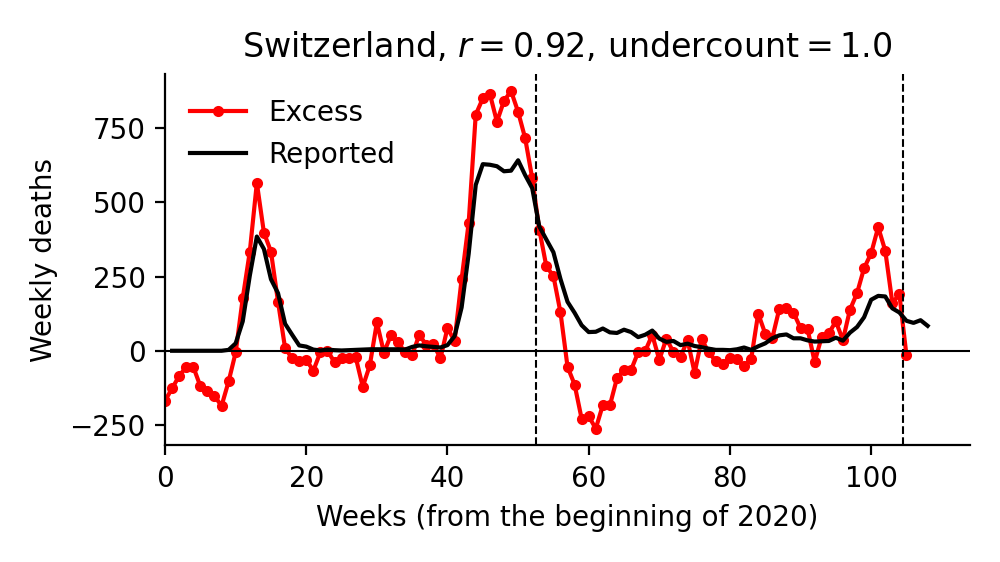 Switzerland, r = 0.92, undercount = 1.0
Excess
Reported
Weekly deaths
750
500
250
0
−250
0 20 40 60 80 100
Weeks (from the beginning of 2020)